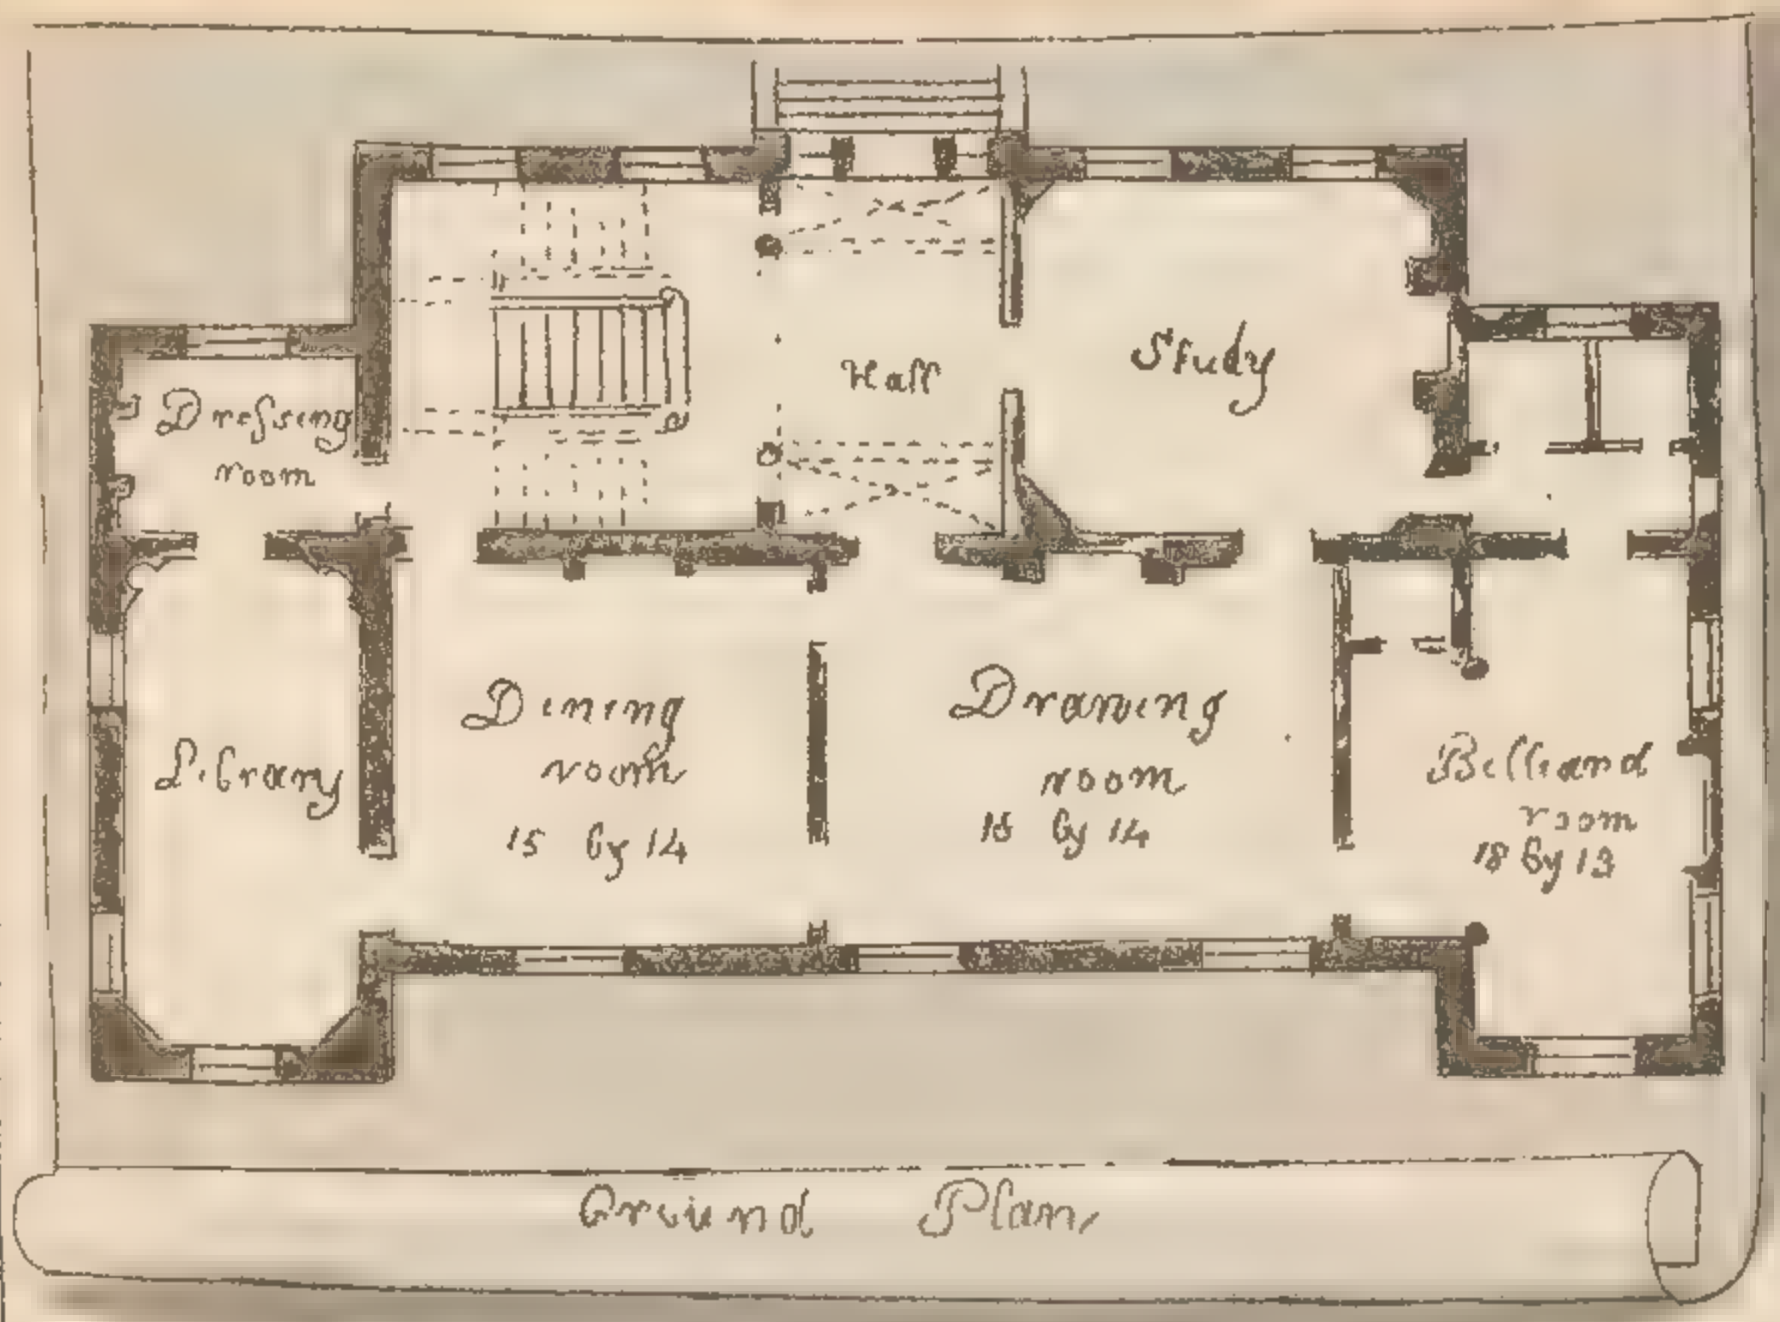 Hall
Study
Dressing
room
Dining
room
15 by 14
Drawing
room
18 by 14
Library
Billiard
room
18 by 13
Ground Plan